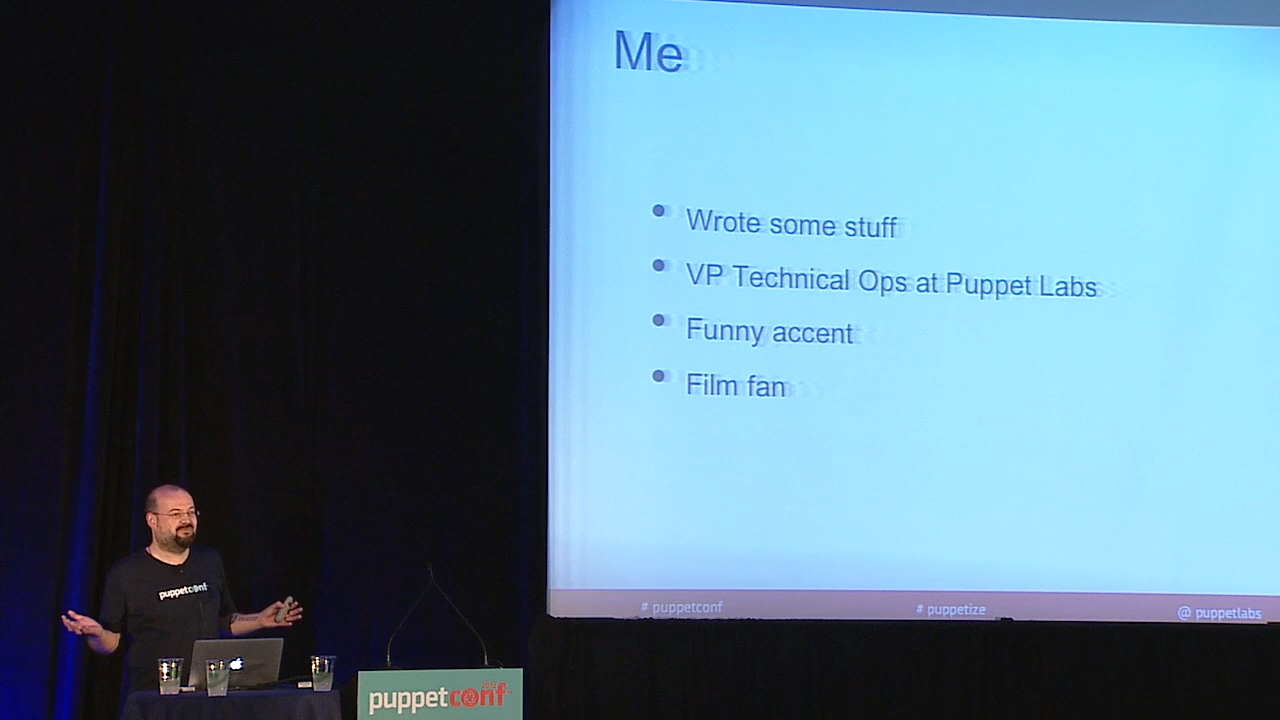 Me
Wrote some stuff
VP Technical Ops at Puppet Labs
Funny accent
Film fan
# puppetconf
# puppetize
@ puppetlabs
puppetconf
puppetconf